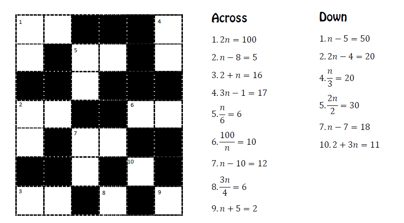 1 4
5
2 6
7
10
3 8 9
Across
1. 2n = 100
2. n − 8 = 5
3. 2 + n = 16
4. 3n − 1 = 17
5. n/6 = 6
6. 100/n = 10
7. n − 10 = 12
8. 3n/4 = 6
9. n + 5 = 2
Down
1. n − 5 = 50
2. 2n − 4 = 20
4. n/3 = 20
5. 2n/2 = 30
7. n − 7 = 18
10. 2 + 3n = 11